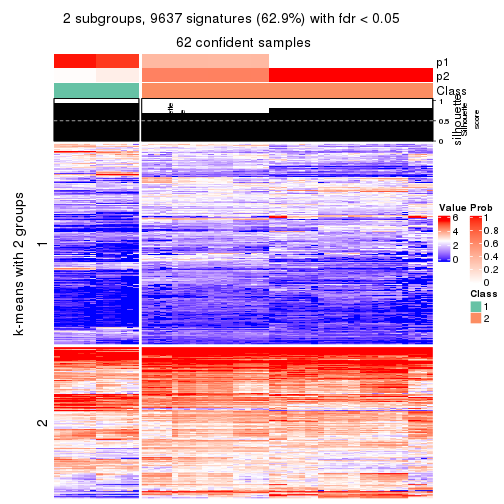 2 subgroups, 9637 signatures (62.9%) with fdr < 0.05
62 confident samples
p1
p2
Class
silhouette
Silhouette
score
1
0.5
0
k-means with 2 groups
1
2
Value
6
4
2
0
Prob
1
0.8
0.6
0.4
0.2
0
Class
1
2